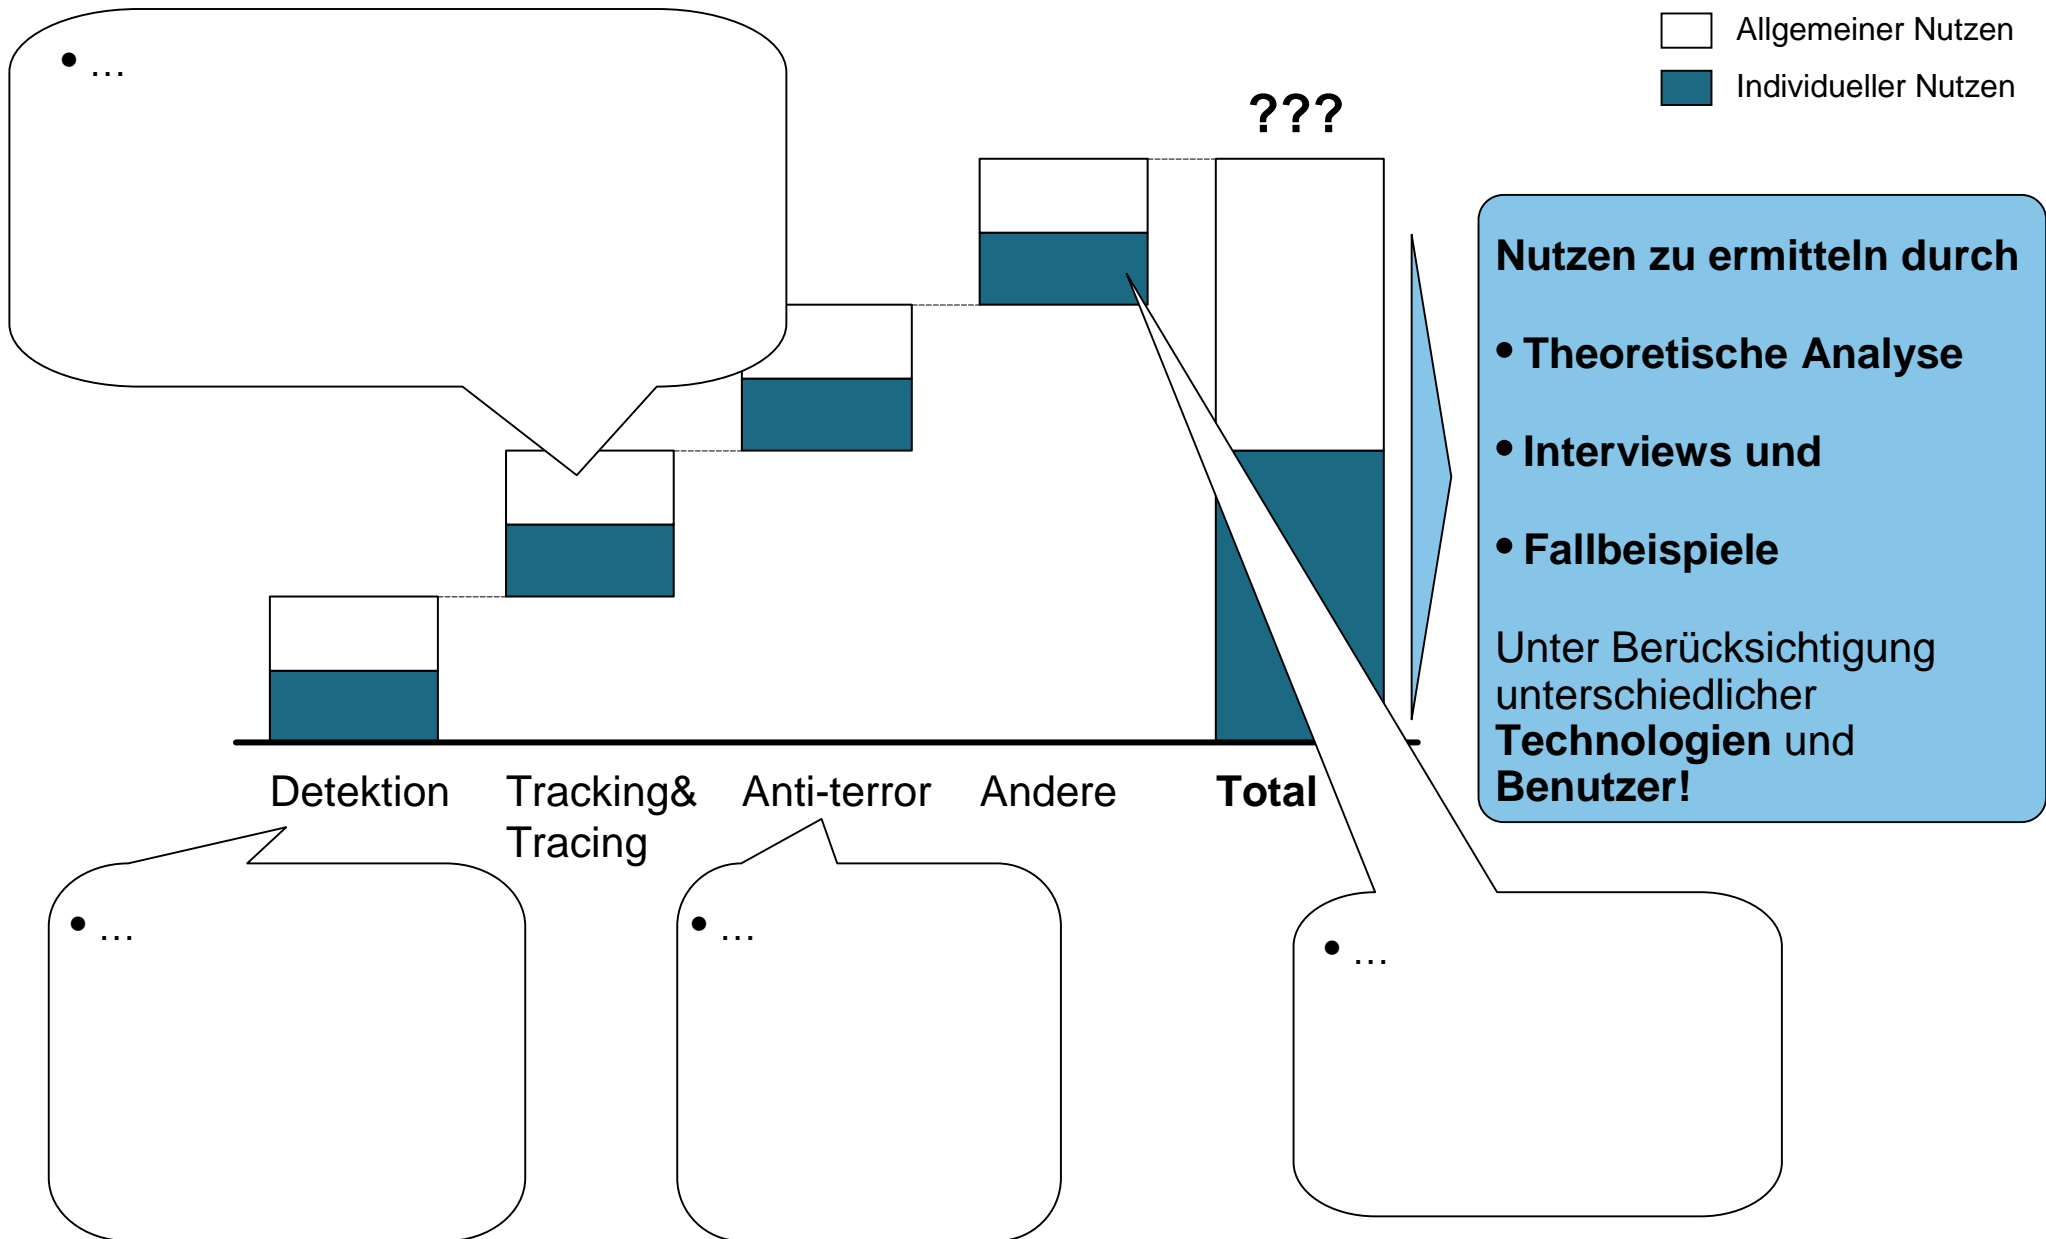 • …
Allgemeiner Nutzen
Individueller Nutzen
???
Nutzen zu ermitteln durch
• Theoretische Analyse
• Interviews und
• Fallbeispiele
Unter Berücksichtigung
unterschiedlicher
Technologien und
Benutzer!
Detektion
Tracking&
Tracing
Anti-terror
Andere
Total
• …
• …
• …